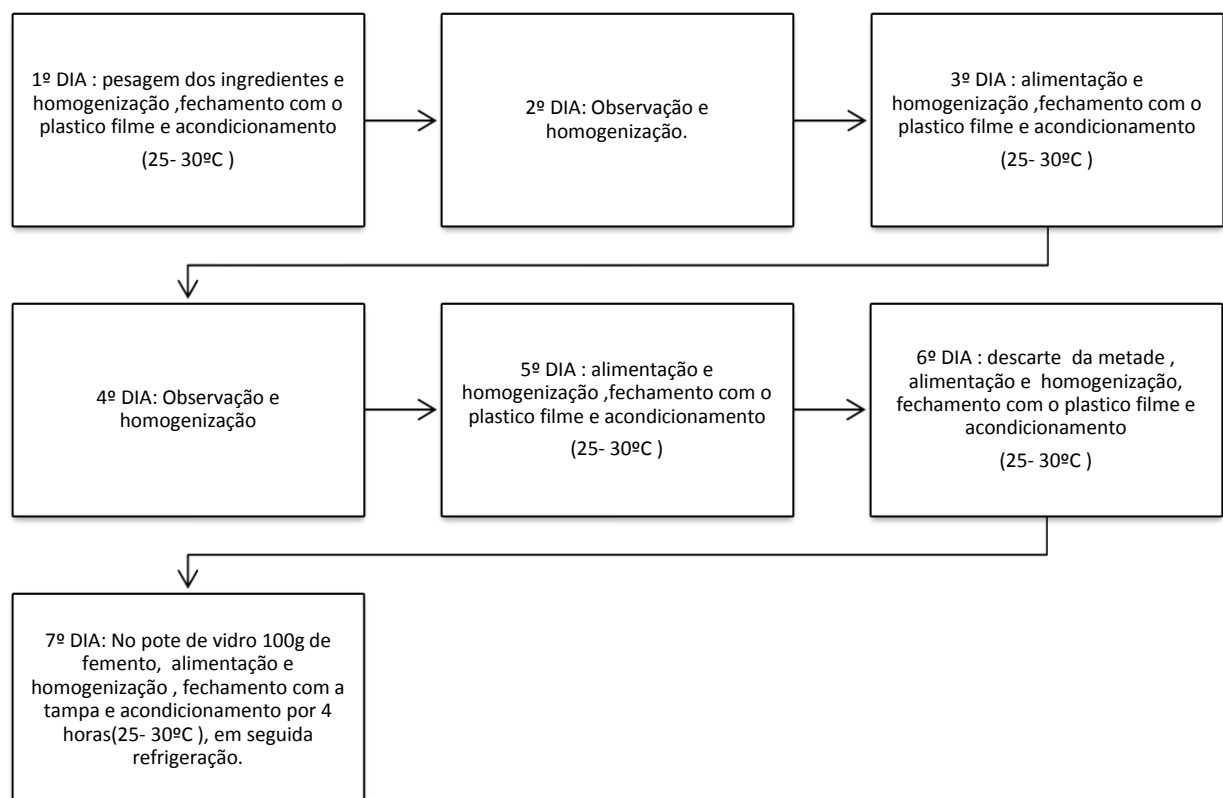 1º DIA : pesagem dos ingredientes e
homogenização ,fechamento com o
plastico filme e acondicionamento
(25- 30ºC )
2º DIA: Observação e
homogenização.
3º DIA : alimentação e
homogenização ,fechamento com o
plastico filme e acondicionamento
(25- 30ºC )
4º DIA: Observação e
homogenização
5º DIA : alimentação e
homogenização ,fechamento com o
plastico filme e acondicionamento
(25- 30ºC )
6º DIA : descarte da metade ,
alimentação e homogenização,
fechamento com o plastico filme e
acondicionamento
(25- 30ºC )
7º DIA: No pote de vidro 100g de
femento, alimentação e
homogenização , fechamento com a
tampa e acondicionamento por 4
horas(25- 30ºC ), em seguida
refrigeração.